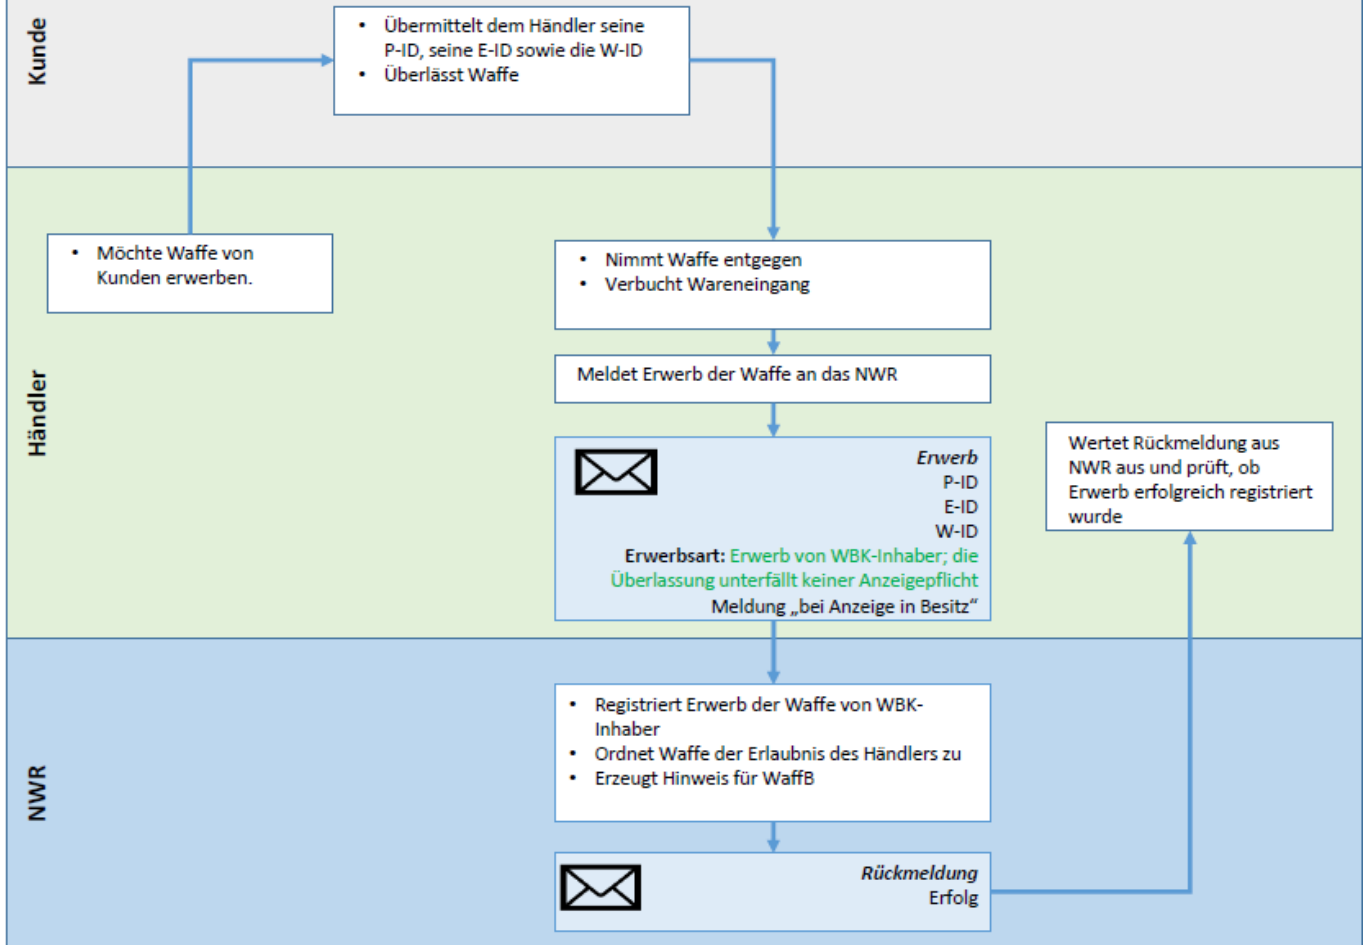 Kunde
• Übermittelt dem Händler seine
P-ID, seine E-ID sowie die W-ID
• Überlässt Waffe
Händler
• Möchte Waffe von
Kunden erwerben.
• Nimmt Waffe entgegen
• Verbucht Wareneingang
Meldet Erwerb der Waffe an das NWR
Erwerb
P-ID
E-ID
W-ID
Erwerbsart: Erwerb von WBK-Inhaber; die
Überlassung unterfällt keiner Anzeigepflicht
Meldung „bei Anzeige in Besitz“
Wertet Rückmeldung aus
NWR aus und prüft, ob
Erwerb erfolgreich registriert
wurde
NWR
• Registriert Erwerb der Waffe von WBK-
Inhaber
• Ordnet Waffe der Erlaubnis des Händlers zu
• Erzeugt Hinweis für WaffB
Rückmeldung
Erfolg